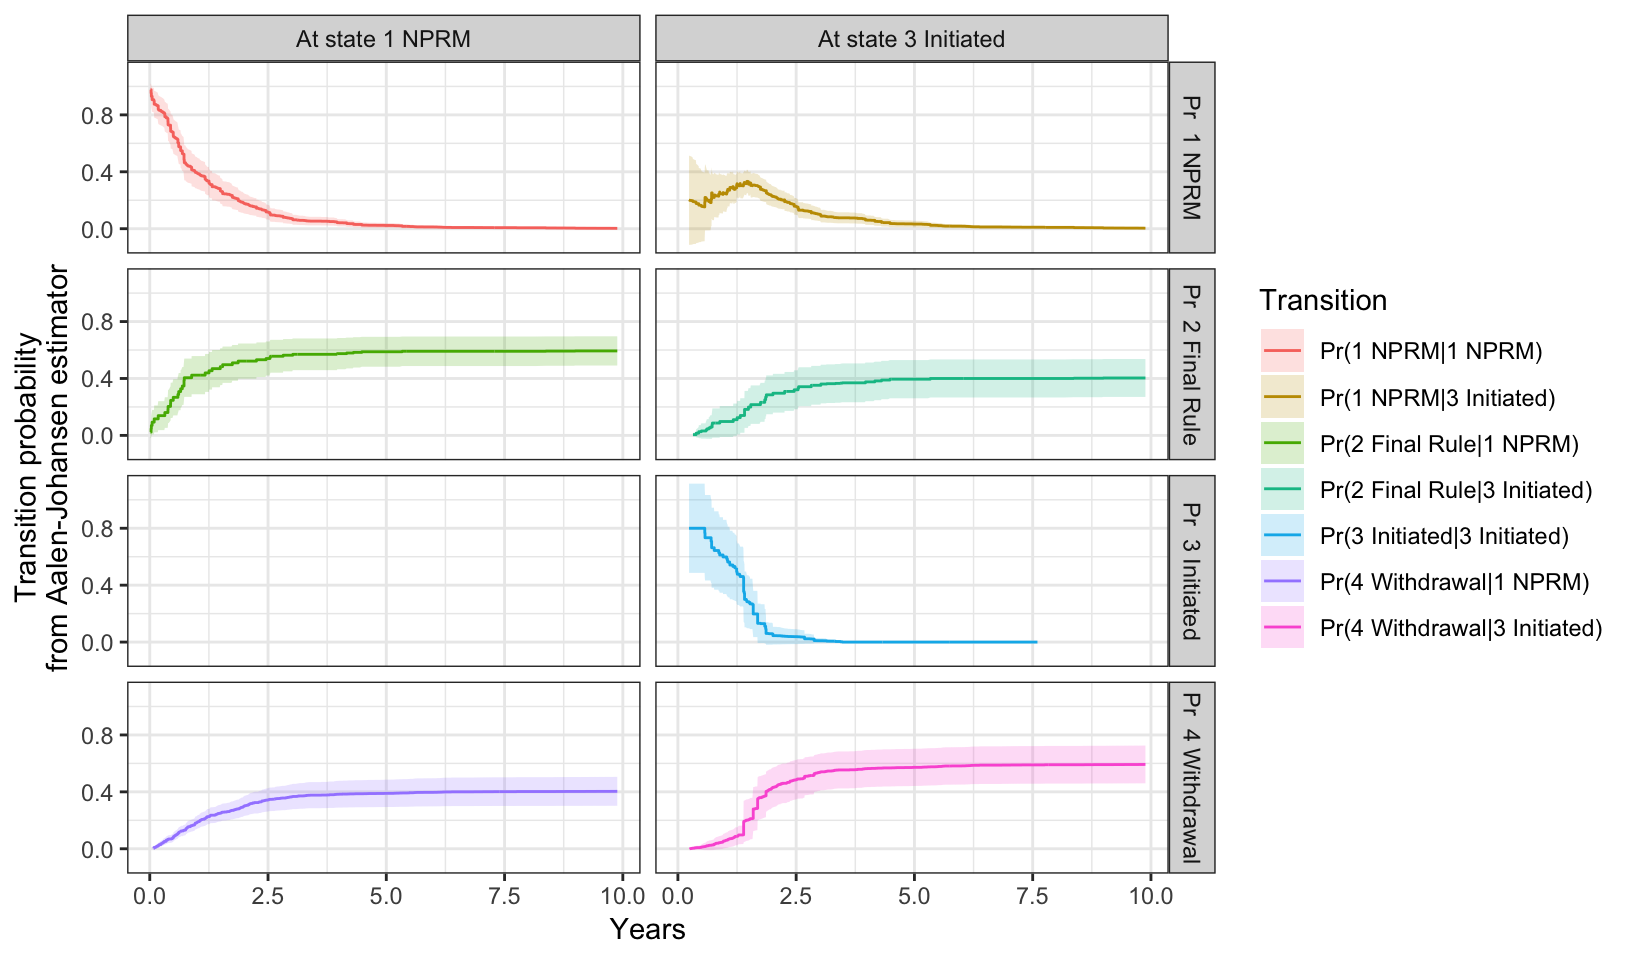 At state 1 NPRM
At state 3 Initiated
Pr 1 NPRM
Pr 2 Final Rule
Pr 3 Initiated
Pr 4 Withdrawal
0.8
0.4
0.0
0.8
0.4
0.0
0.8
0.4
0.0
0.8
0.4
0.0
0.0
2.5
5.0
7.5
10.0
0.0
2.5
5.0
7.5
10.0
Years
Transition probability
from Aalen-Johansen estimator
Transition
Pr(1 NPRM|1 NPRM)
Pr(1 NPRM|3 Initiated)
Pr(2 Final Rule|1 NPRM)
Pr(2 Final Rule|3 Initiated)
Pr(3 Initiated|3 Initiated)
Pr(4 Withdrawal|1 NPRM)
Pr(4 Withdrawal|3 Initiated)